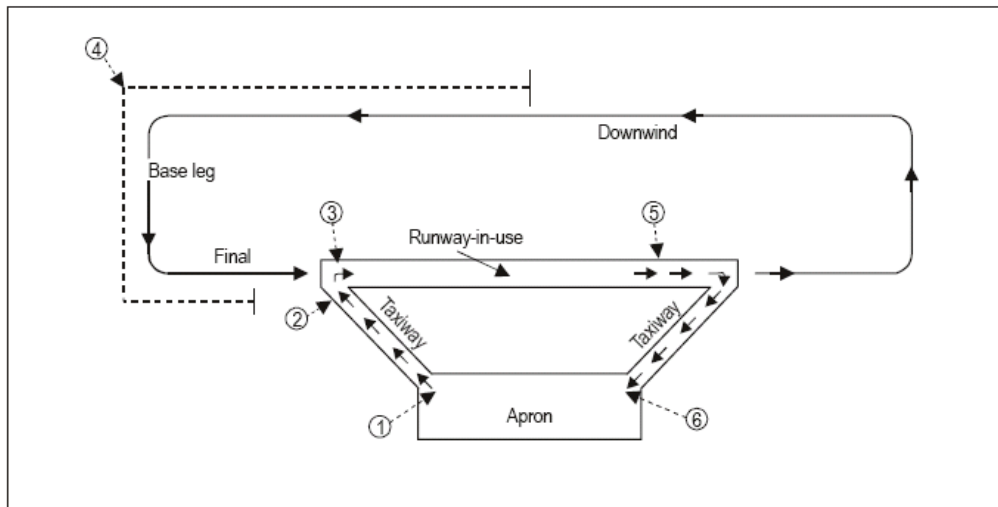 ④
Downwind
Base leg
③
⑤
Runway-in-use
Final
②
Taxiway
Taxiway
①
Apron
⑥